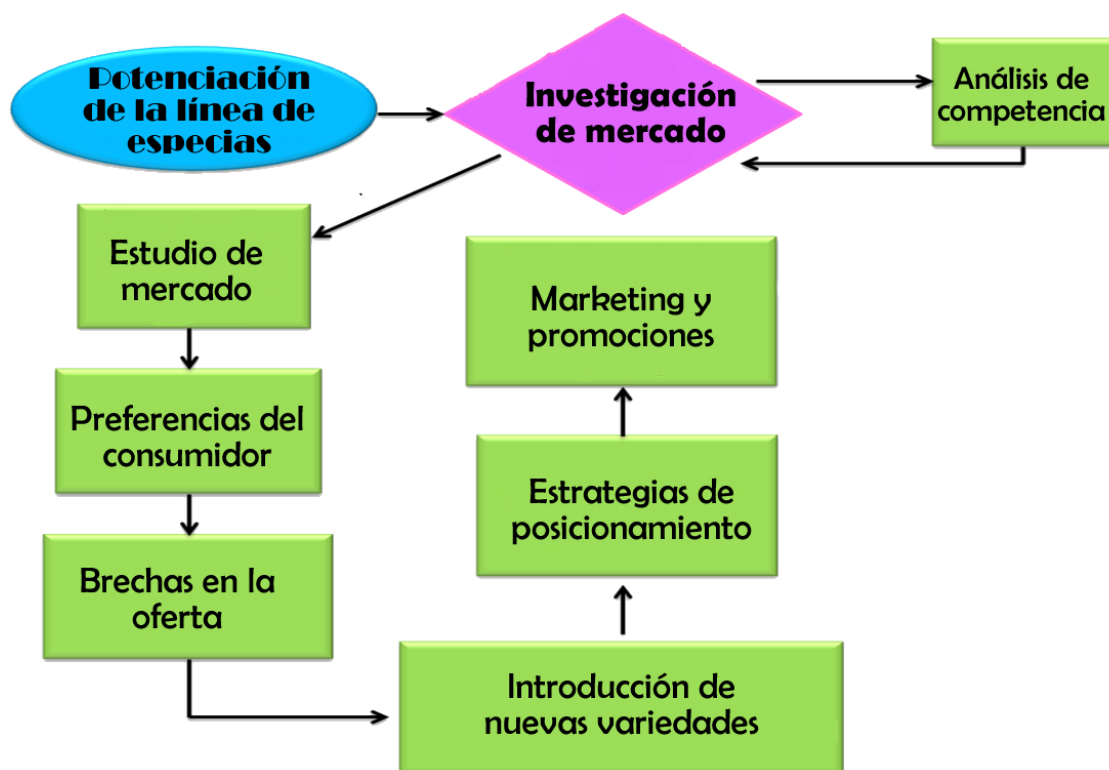 Potenciación
de la línea de
especias
Investigación
de mercado
Análisis de
competencia
Estudio de
mercado
Preferencias del
consumidor
Brechas en la
oferta
Introducción de
nuevas variedades
Estrategias de
posicionamiento
Marketing y
promociones